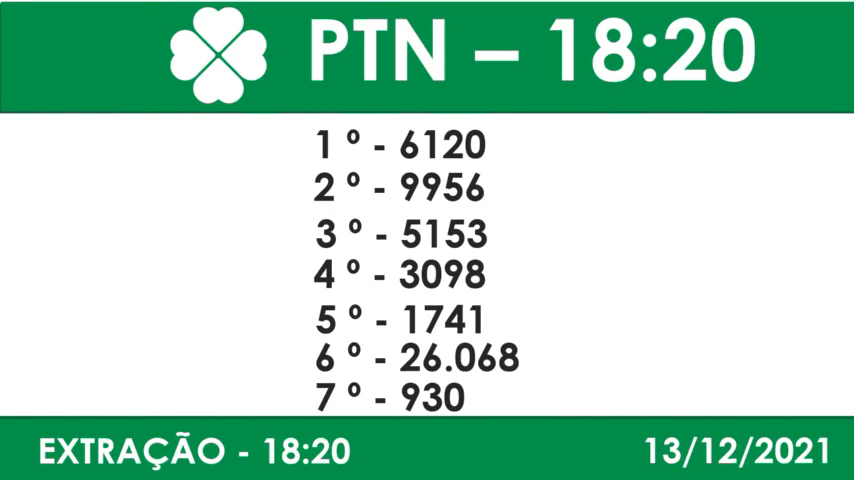 PTN – 18:20
1 º - 6120
2 º - 9956
3 º - 5153
4 º - 3098
5 º - 1741
6 º - 26.068
7 º - 930
EXTRAÇÃO - 18:20
13/12/2021